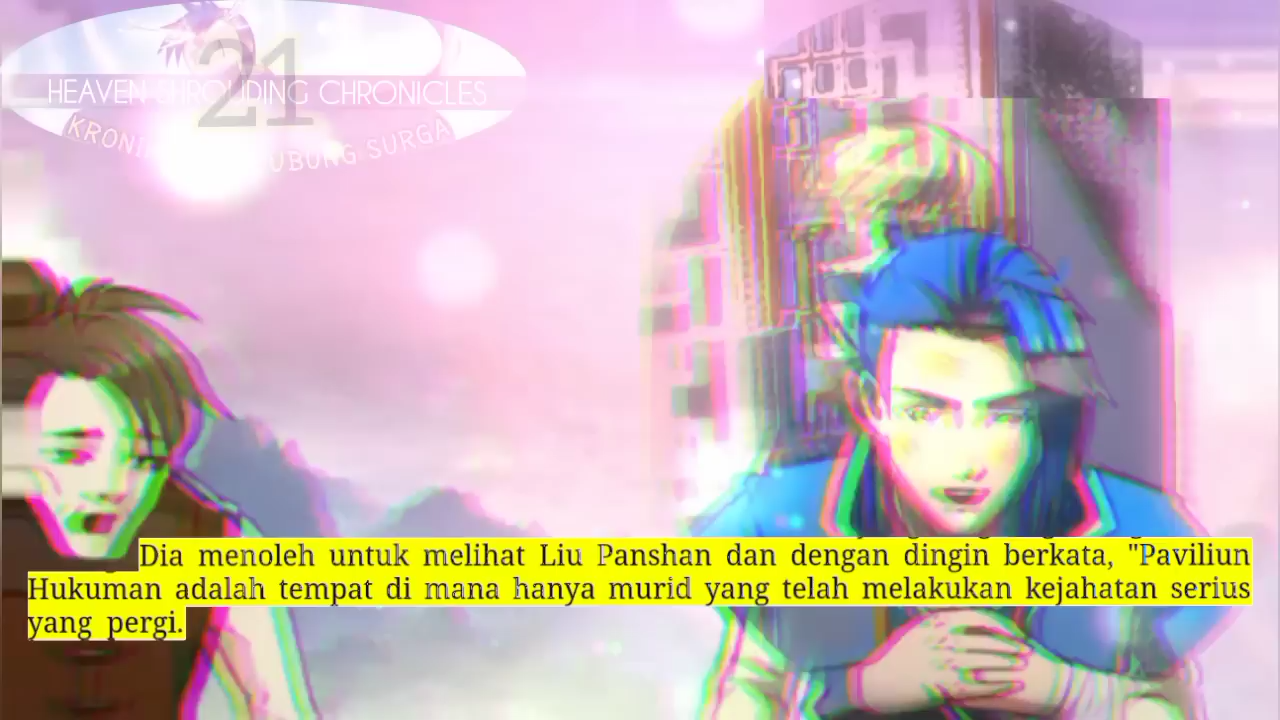 21
HEAVEN SHROUDING CHRONICLES
SURGA
Dia menoleh untuk melihat Liu Panshan dan dengan dingin berkata, "Paviliun
Hukuman adalah tempat di mana hanya murid yang telah melakukan kejahatan serius
yang pergi.